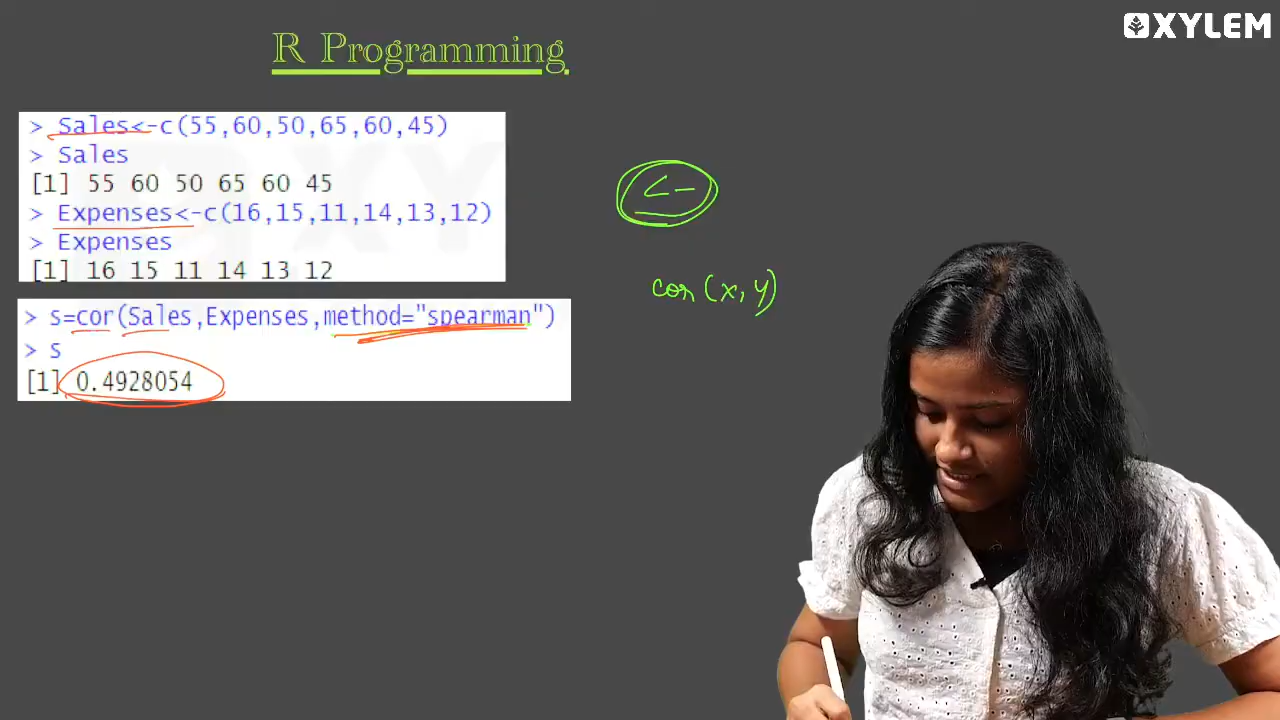 XYLEM
R Programming
> Sales<-c(55,60,50,65,60,45)
> Sales
[1] 55 60 50 65 60 45
> Expenses<-c(16,15,11,14,13,12)
> Expenses
[1] 16 15 11 14 13 12
<-
cor (x, y)
> s=cor(Sales,Expenses,method="spearman")
> s
[1] 0.4928054